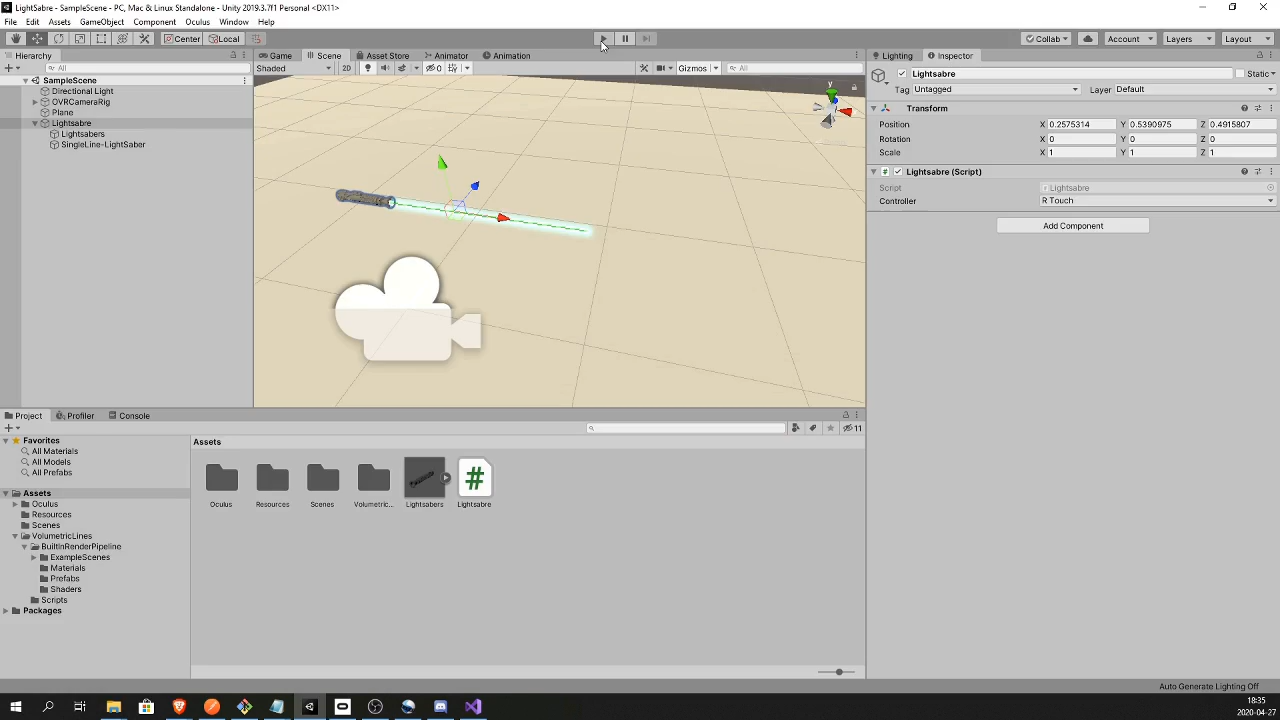 LightSabre - SampleScene - PC, Mac & Linux Standalone - Unity 2019.3.7f1 Personal <DX11>
File Edit Assets GameObject Component Oculus Window Help
Center Local Collab Account Layers Layout
Hierarchy
All
SampleScene
Directional Light
OVRCameraRig
Plane
Lightsabre
Lightsabers
SingleLine-LightSaber
Game Scene Asset Store Animator Animation
Shaded 2D 0 Gizmos All
y
Lighting Inspector
Lightsabre Static
Tag Untagged Layer Default
Transform
Position X 0.2575314 Y 0.5390975 Z 0.4915807
Rotation X 0 Y 0 Z 0
Scale X 1 Y 1 Z 1
# Lightsabre (Script)
Script Lightsabre
Controller R Touch
Add Component
Project Profiler Console
11
Favorites
All Materials
All Models
All Prefabs
Assets
Oculus
Resources
Scenes
VolumetricLines
BuiltInRenderPipeline
ExampleScenes
Materials
Prefabs
Shaders
Scripts
Packages
Assets
#
Oculus Resources Scenes Volumetric... Lightsabers Lightsabre
Auto Generate Lighting Off
18:35
2020-04-27